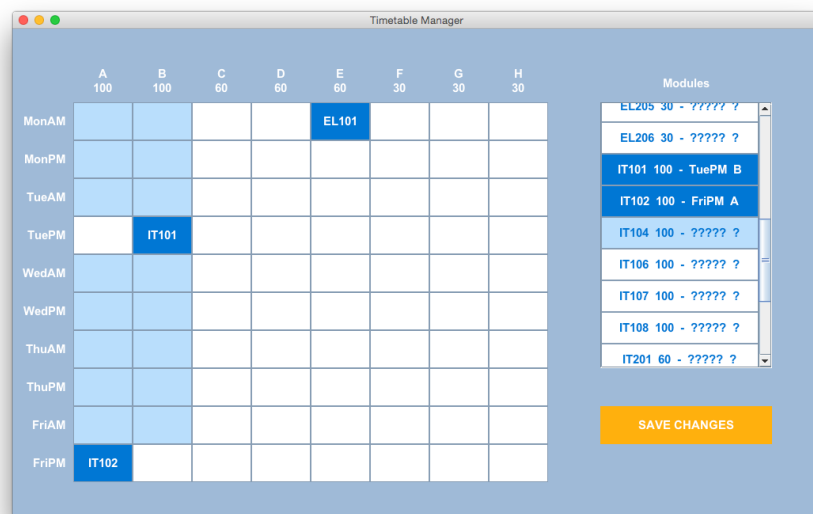 Timetable Manager
A B C D E F G H
100 100 60 60 60 30 30 30
Modules
MonAM EL101
MonPM
TueAM
TuePM IT101
WedAM
WedPM
ThuAM
ThuPM
FriAM
FriPM IT102
EL205 30 - ????? ?
EL206 30 - ????? ?
IT101 100 - TuePM B
IT102 100 - FriPM A
IT104 100 - ????? ?
IT106 100 - ????? ?
IT107 100 - ????? ?
IT108 100 - ????? ?
IT201 60 - ????? ?
SAVE CHANGES